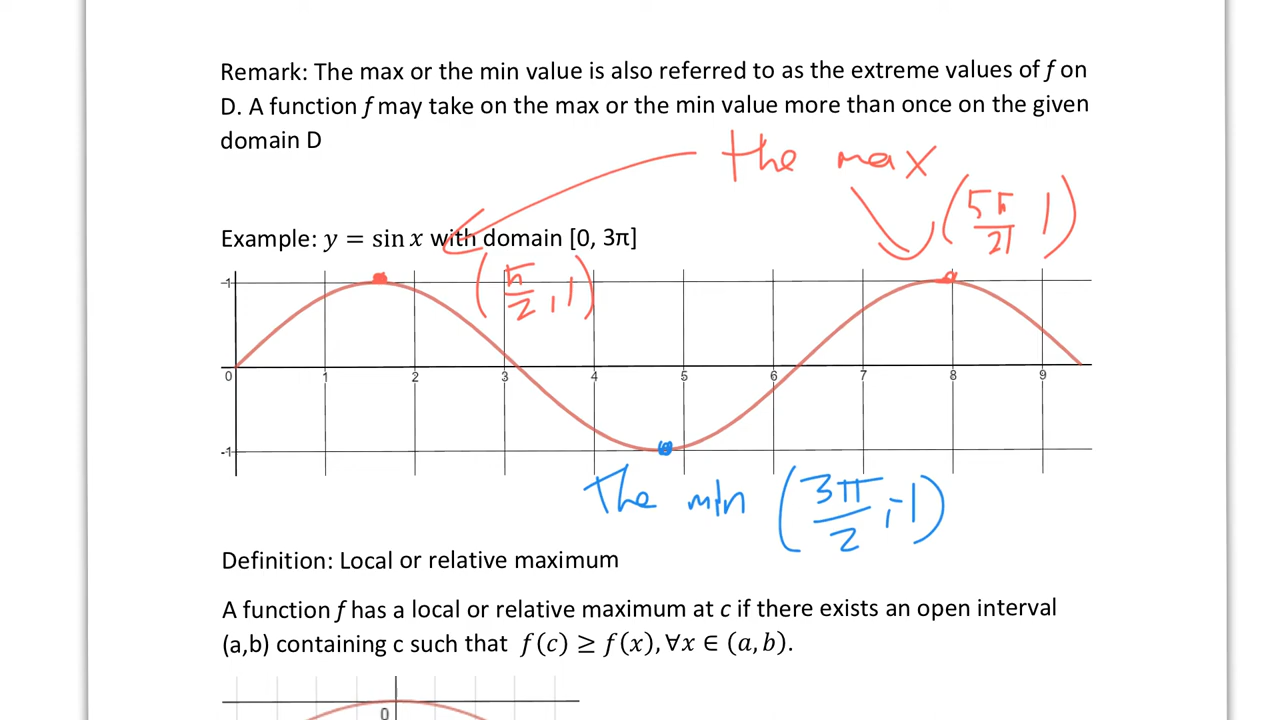 Remark: The max or the min value is also referred to as the extreme values of f on
D. A function f may take on the max or the min value more than once on the given
domain D
the max
(5π/2, 1)
Example: y = sin x with domain [0, 3π]
(π/2, 1)
-1
0 1 2 3 4 5 6 7 8 9
-1
the min (3π/2, -1)
Definition: Local or relative maximum
A function f has a local or relative maximum at c if there exists an open interval
(a,b) containing c such that f(c) ≥ f(x), ∀x ∈ (a, b).
0